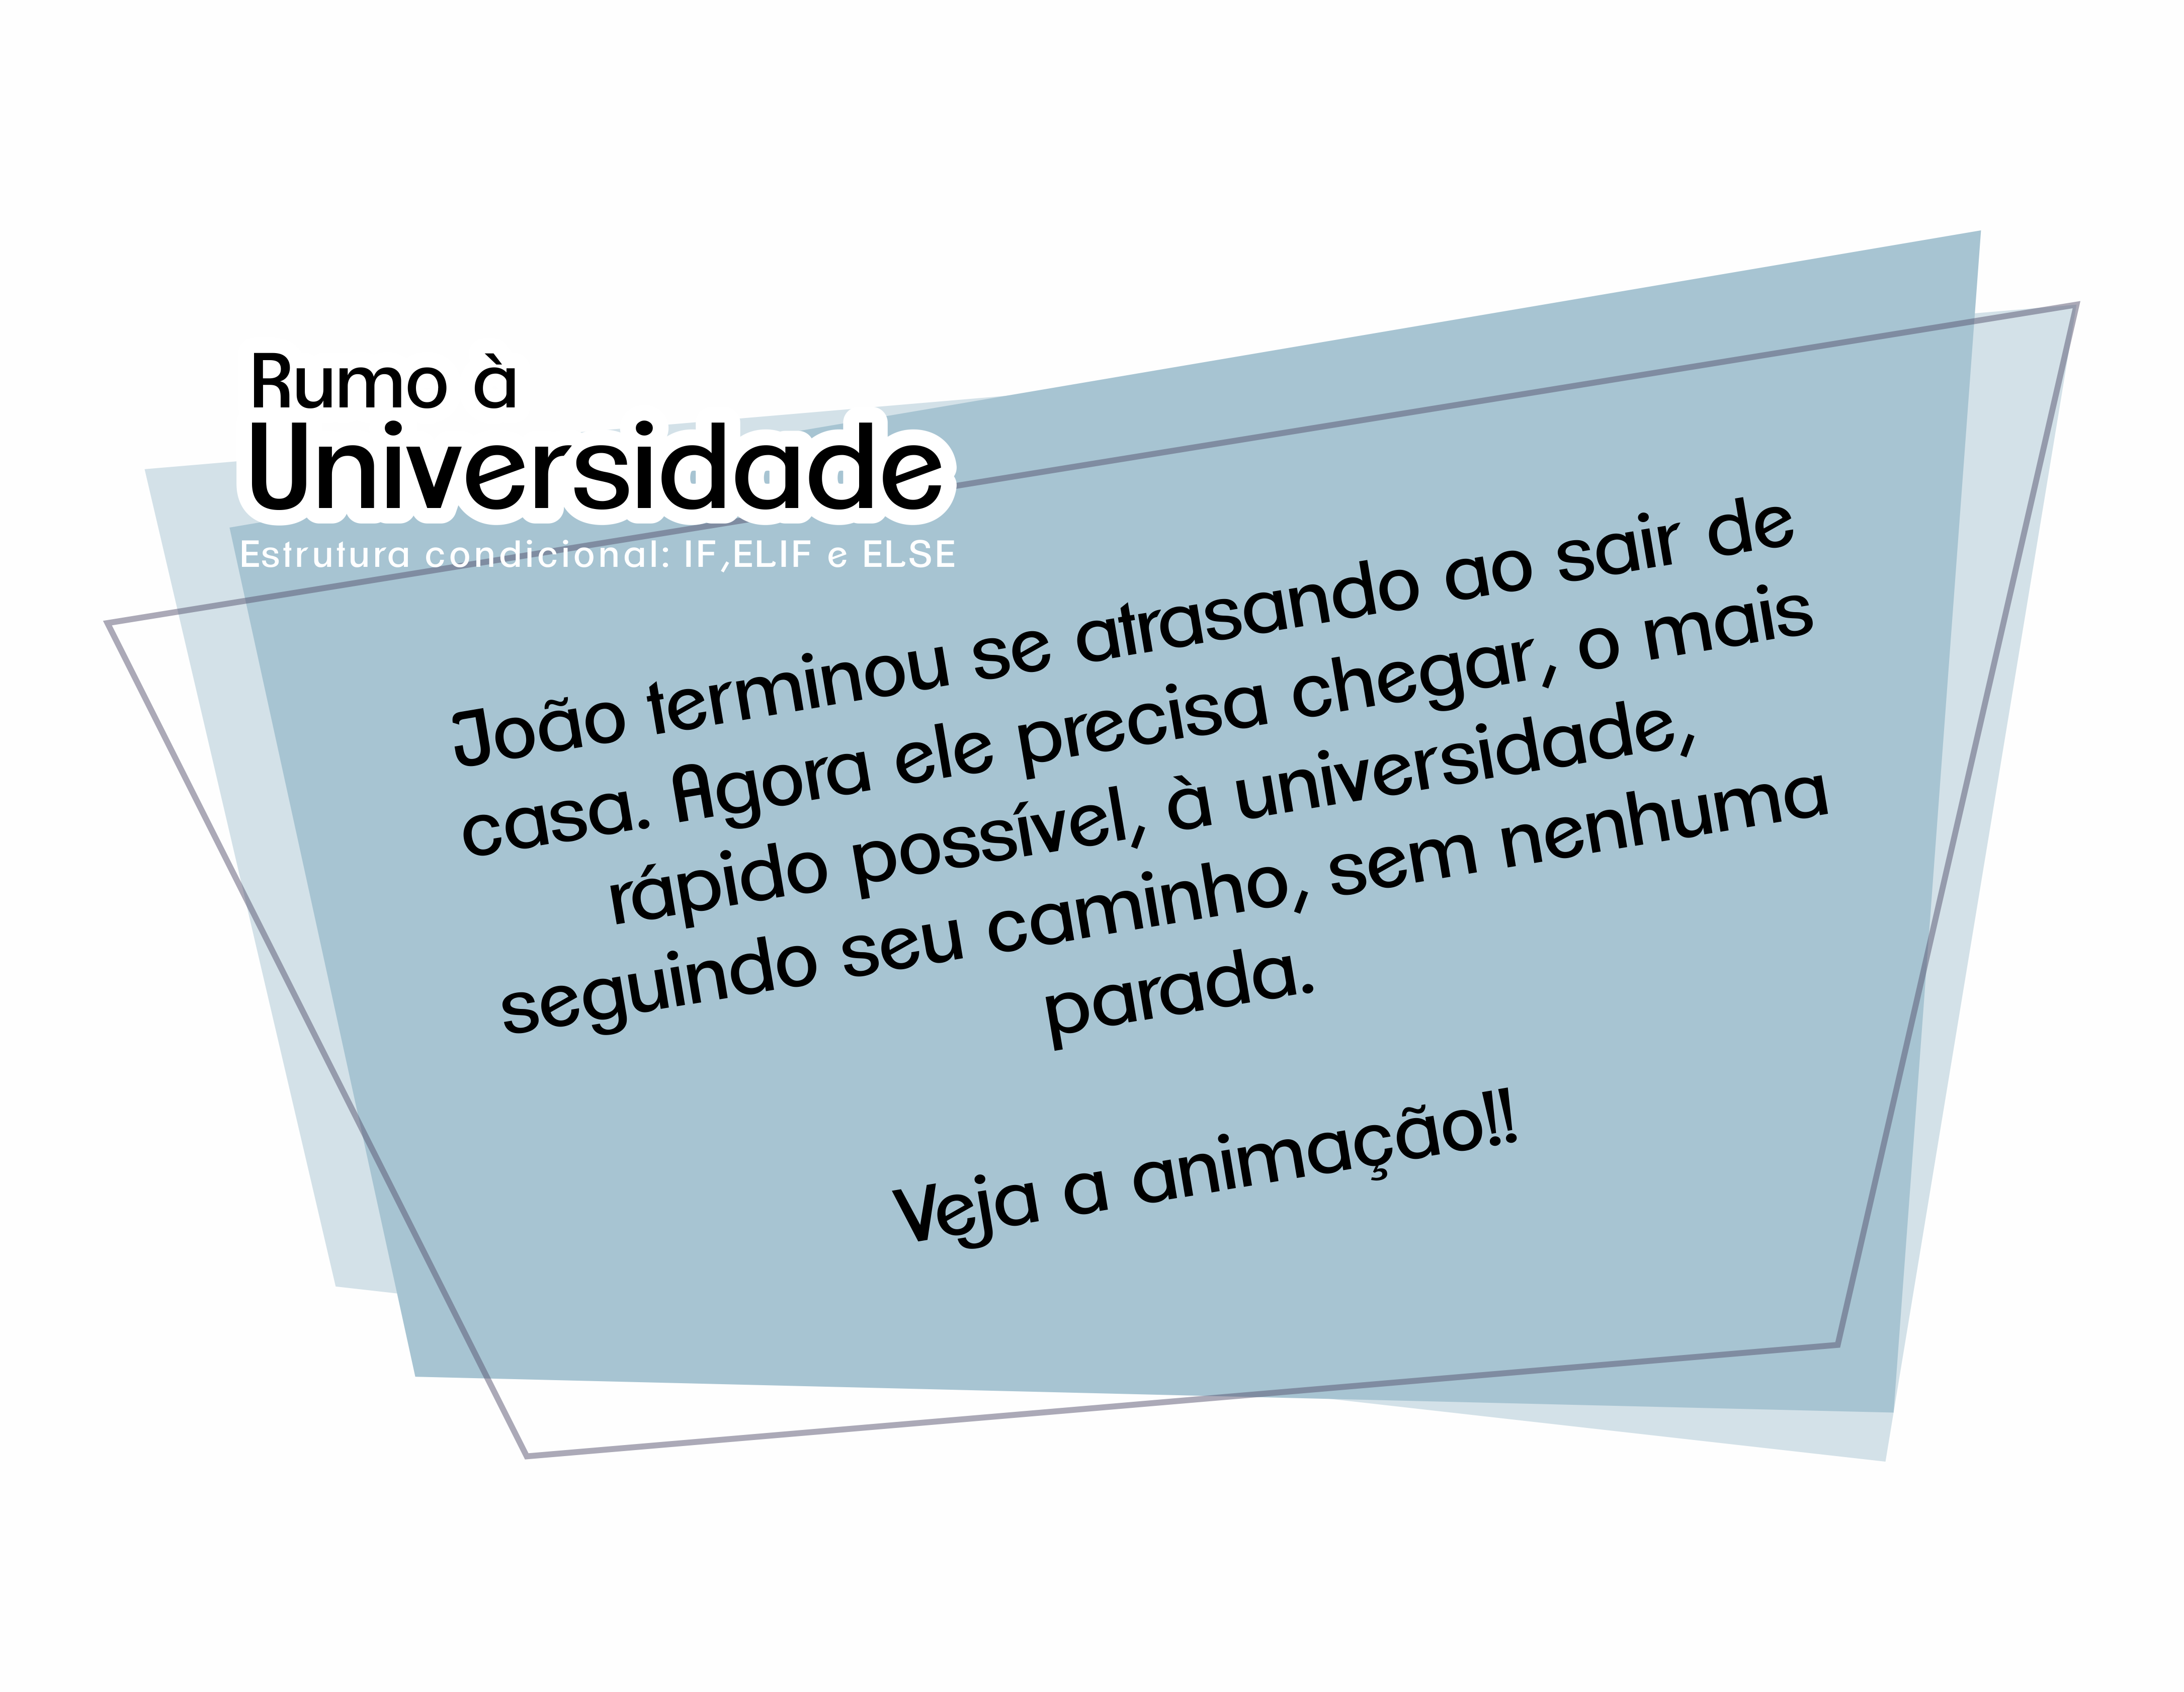 Rumo à
Universidade
Estrutura condicional: IF,ELIF e ELSE
João terminou se atrasando ao sair de
casa. Agora ele precisa chegar, o mais
rápido possível, à universidade,
seguindo seu caminho, sem nenhuma
parada.
Veja a animação!!